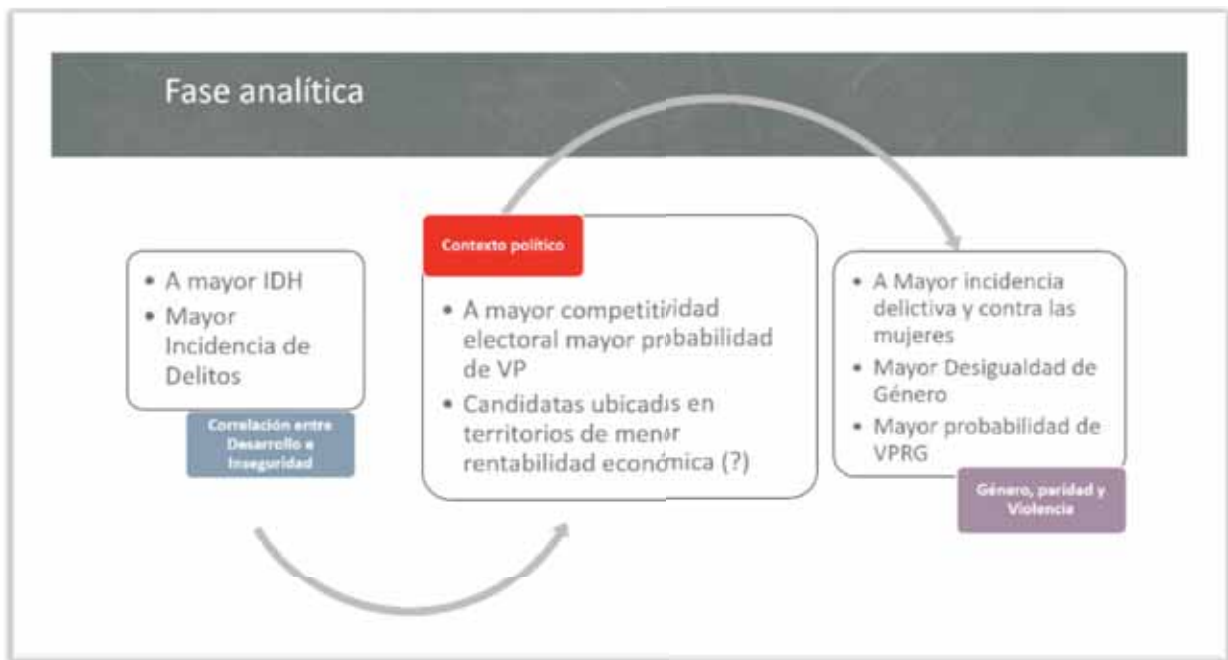 Fase analítica
• A mayor IDH
• Mayor
Incidencia de
Delitos
Correlación entre
Desarrollo e
Inseguridad
Contexto político
• A mayor competitividad
electoral mayor probabilidad
de VP
• Candidatas ubicadas en
territorios de menor
rentabilidad económica (?)
• A Mayor incidencia
delictiva y contra las
mujeres
• Mayor Desigualdad de
Género
• Mayor probabilidad de
VPRG
Género, paridad y
Violencia